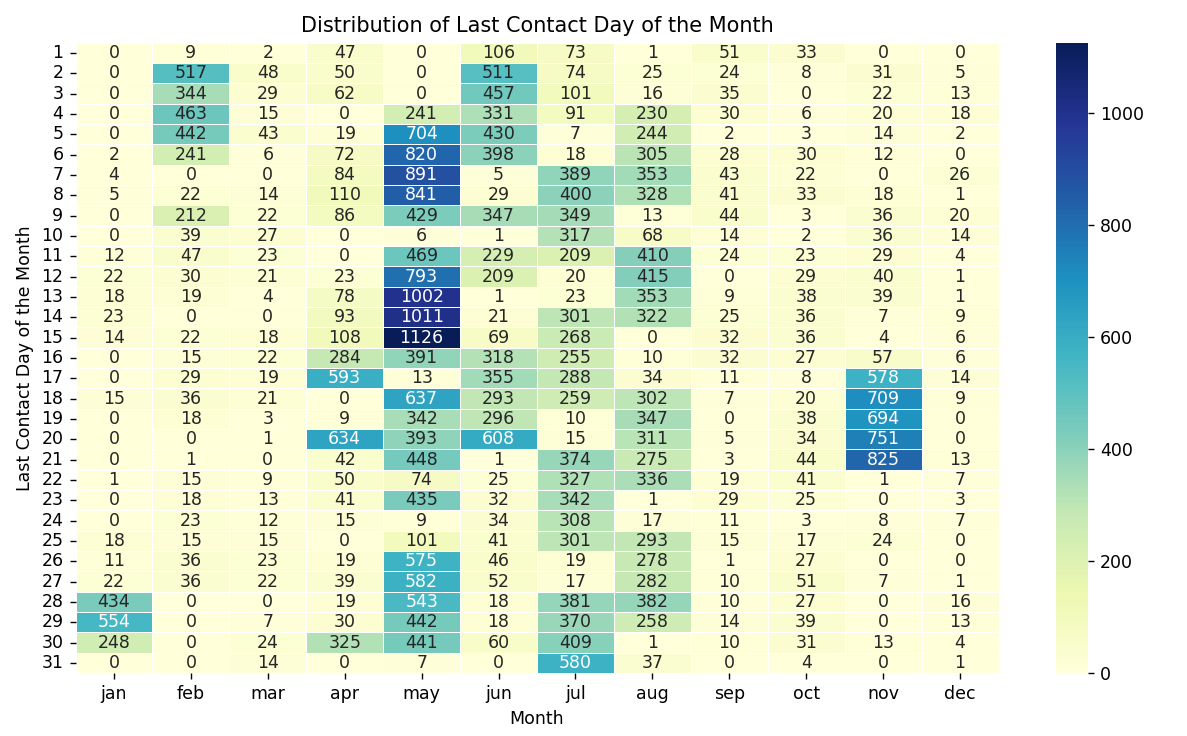 Distribution of Last Contact Day of the Month
Last Contact Day of the Month
1 0 9 2 47 0 106 73 1 51 33 0 0
2 0 517 48 50 0 511 74 25 24 8 31 5
3 0 344 29 62 0 457 101 16 35 0 22 13
4 0 463 15 0 241 331 91 230 30 6 20 18
5 0 442 43 19 704 430 7 244 2 3 14 2
6 2 241 6 72 820 398 18 305 28 30 12 0
7 4 0 0 84 891 5 389 353 43 22 0 26
8 5 22 14 110 841 29 400 328 41 33 18 1
9 0 212 22 86 429 347 349 13 44 3 36 20
10 0 39 27 0 6 1 317 68 14 2 36 14
11 12 47 23 0 469 229 209 410 24 23 29 4
12 22 30 21 23 793 209 20 415 0 29 40 1
13 18 19 4 78 1002 1 23 353 9 38 39 1
14 23 0 0 93 1011 21 301 322 25 36 7 9
15 14 22 18 108 1126 69 268 0 32 36 4 6
16 0 15 22 284 391 318 255 10 32 27 57 6
17 0 29 19 593 13 355 288 34 11 8 578 14
18 15 36 21 0 637 293 259 302 7 20 709 9
19 0 18 3 9 342 296 10 347 0 38 694 0
20 0 0 1 634 393 608 15 311 5 34 751 0
21 0 1 0 42 448 1 374 275 3 44 825 13
22 1 15 9 50 74 25 327 336 19 41 1 7
23 0 18 13 41 435 32 342 1 29 25 0 3
24 0 23 12 15 9 34 308 17 11 3 8 7
25 18 15 15 0 101 41 301 293 15 17 24 0
26 11 36 23 19 575 46 19 278 1 27 0 0
27 22 36 22 39 582 52 17 282 10 51 7 1
28 434 0 0 19 543 18 381 382 10 27 0 16
29 554 0 7 30 442 18 370 258 14 39 0 13
30 248 0 24 325 441 60 409 1 10 31 13 4
31 0 0 14 0 7 0 580 37 0 4 0 1
jan feb mar apr may jun jul aug sep oct nov dec
Month
1000
800
600
400
200
0